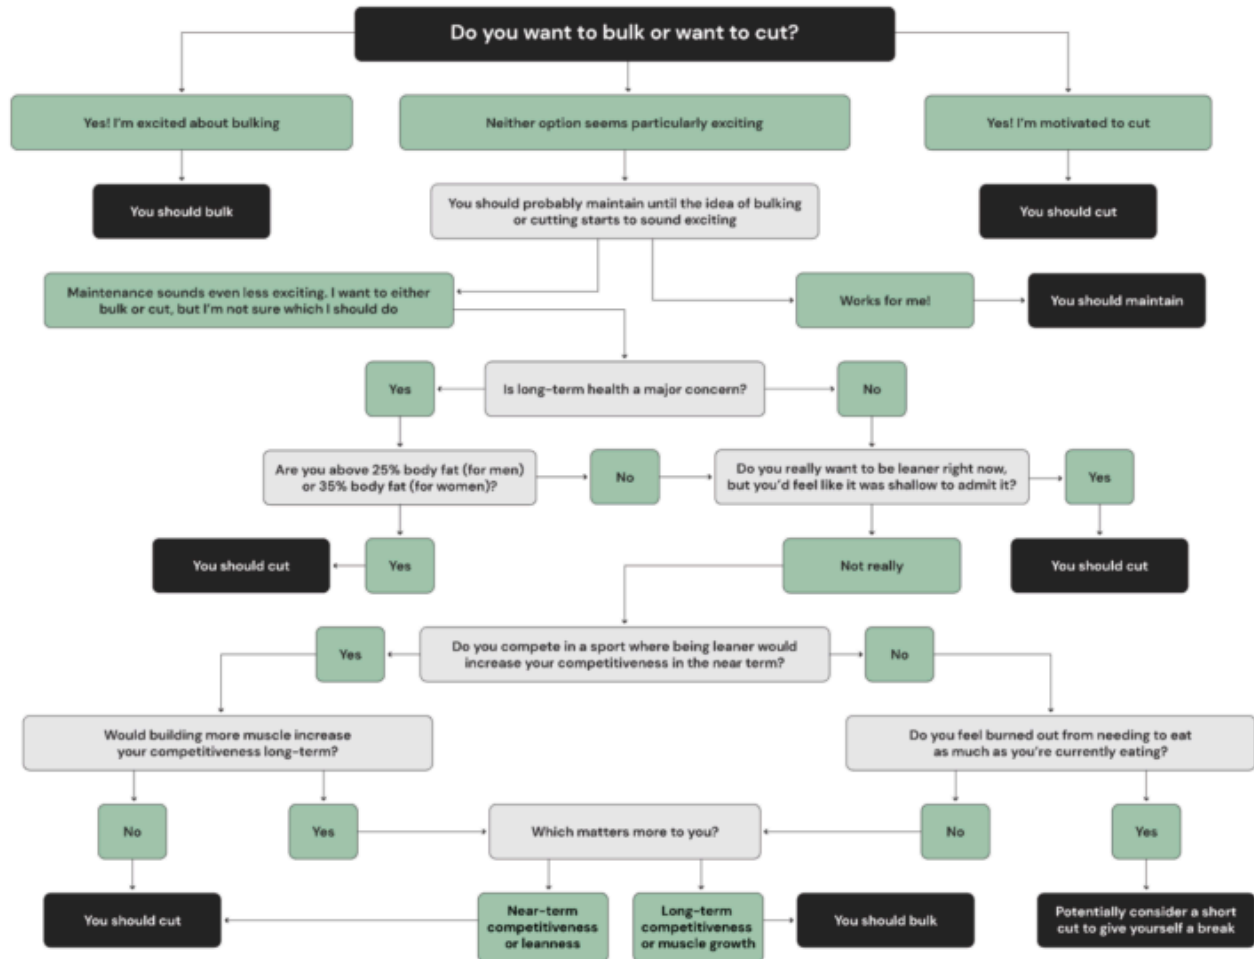 Do you want to bulk or want to cut?
Yes! I'm excited about bulking
Neither option seems particularly exciting
Yes! I'm motivated to cut
You should bulk
You should probably maintain until the idea of bulking
or cutting starts to sound exciting
You should cut
Maintenance sounds even less exciting. I want to either
bulk or cut, but I'm not sure which I should do
Works for me!
You should maintain
Yes
Is long-term health a major concern?
No
Are you above 25% body fat (for men)
or 35% body fat (for women)?
No
Do you really want to be leaner right now,
but you'd feel like it was shallow to admit it?
Yes
You should cut
Yes
Not really
You should cut
Yes
Do you compete in a sport where being leaner would
increase your competitiveness in the near term?
No
Would building more muscle increase
your competitiveness long-term?
Do you feel burned out from needing to eat
as much as you're currently eating?
No
Yes
Which matters more to you?
No
Yes
You should cut
Near-term
competitiveness
or leanness
Long-term
competitiveness
or muscle growth
You should bulk
Potentially consider a short
cut to give yourself a break